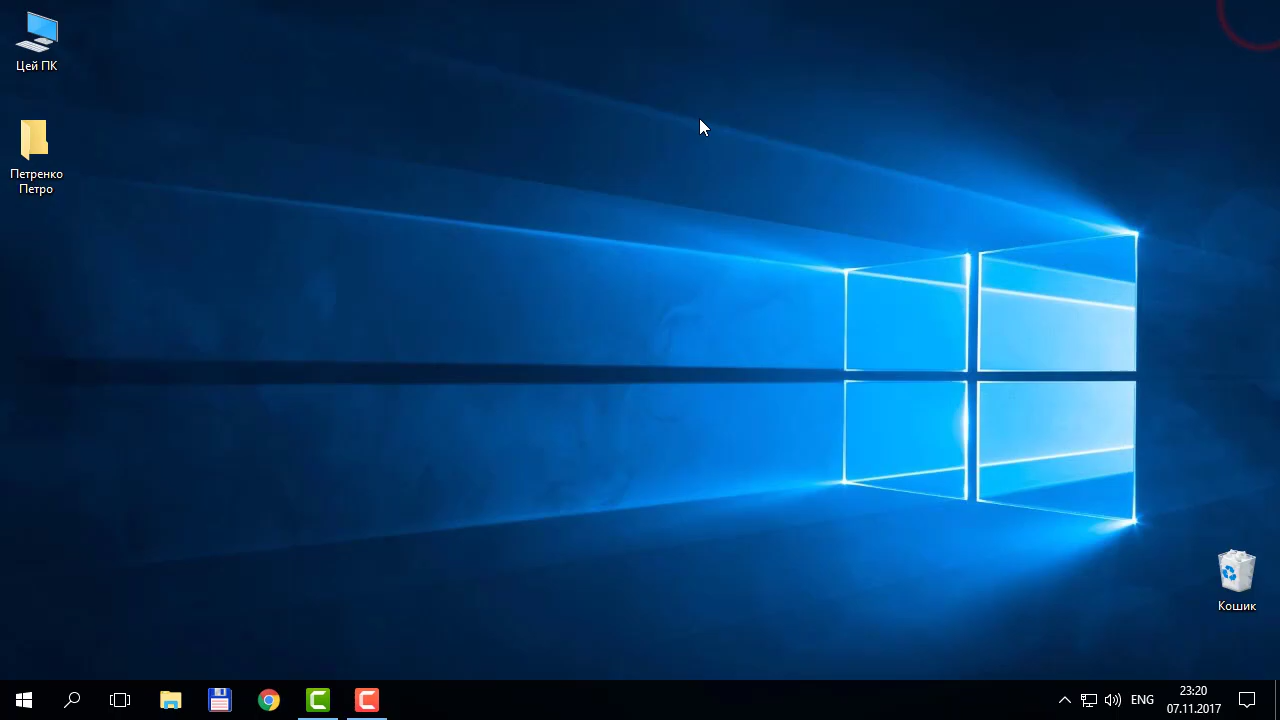 Цей ПК
Петренко
Петро
Кошик
ENG
23:20
07.11.2017